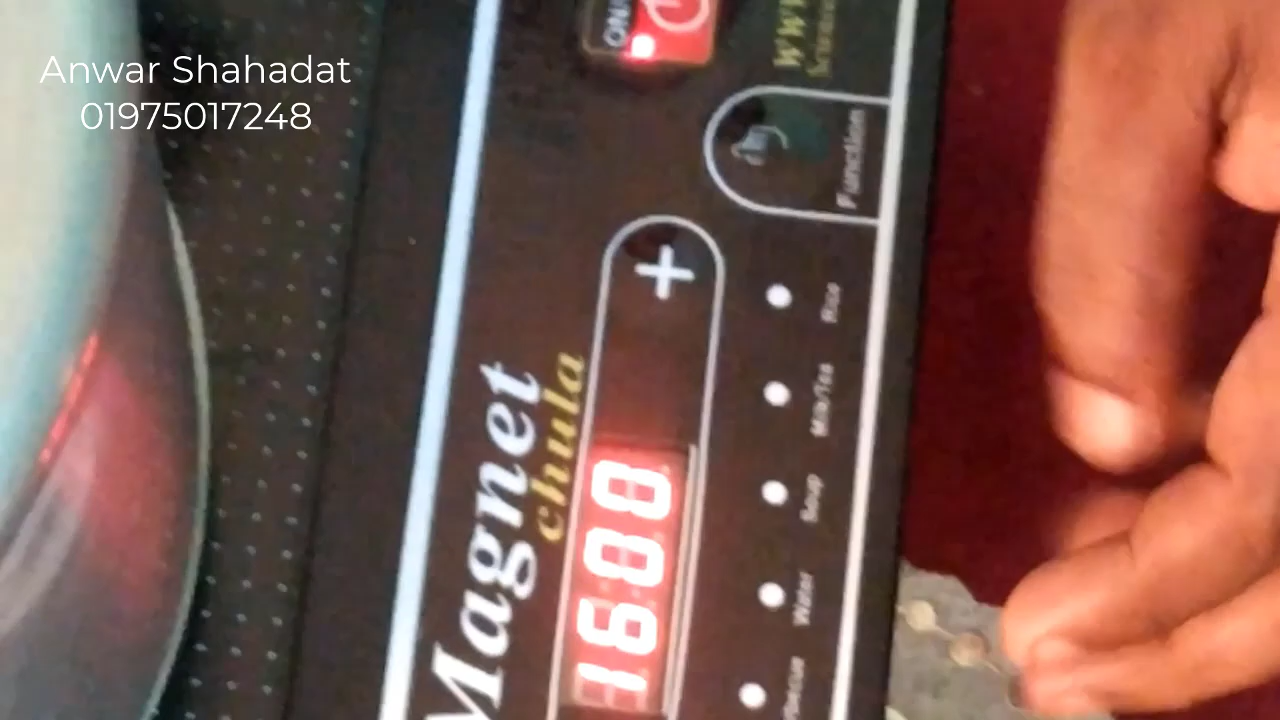 Anwar Shahadat
01975017248
Magnet
chula
1600
+
Function
Rice
Milk/Tea
Soup
Water